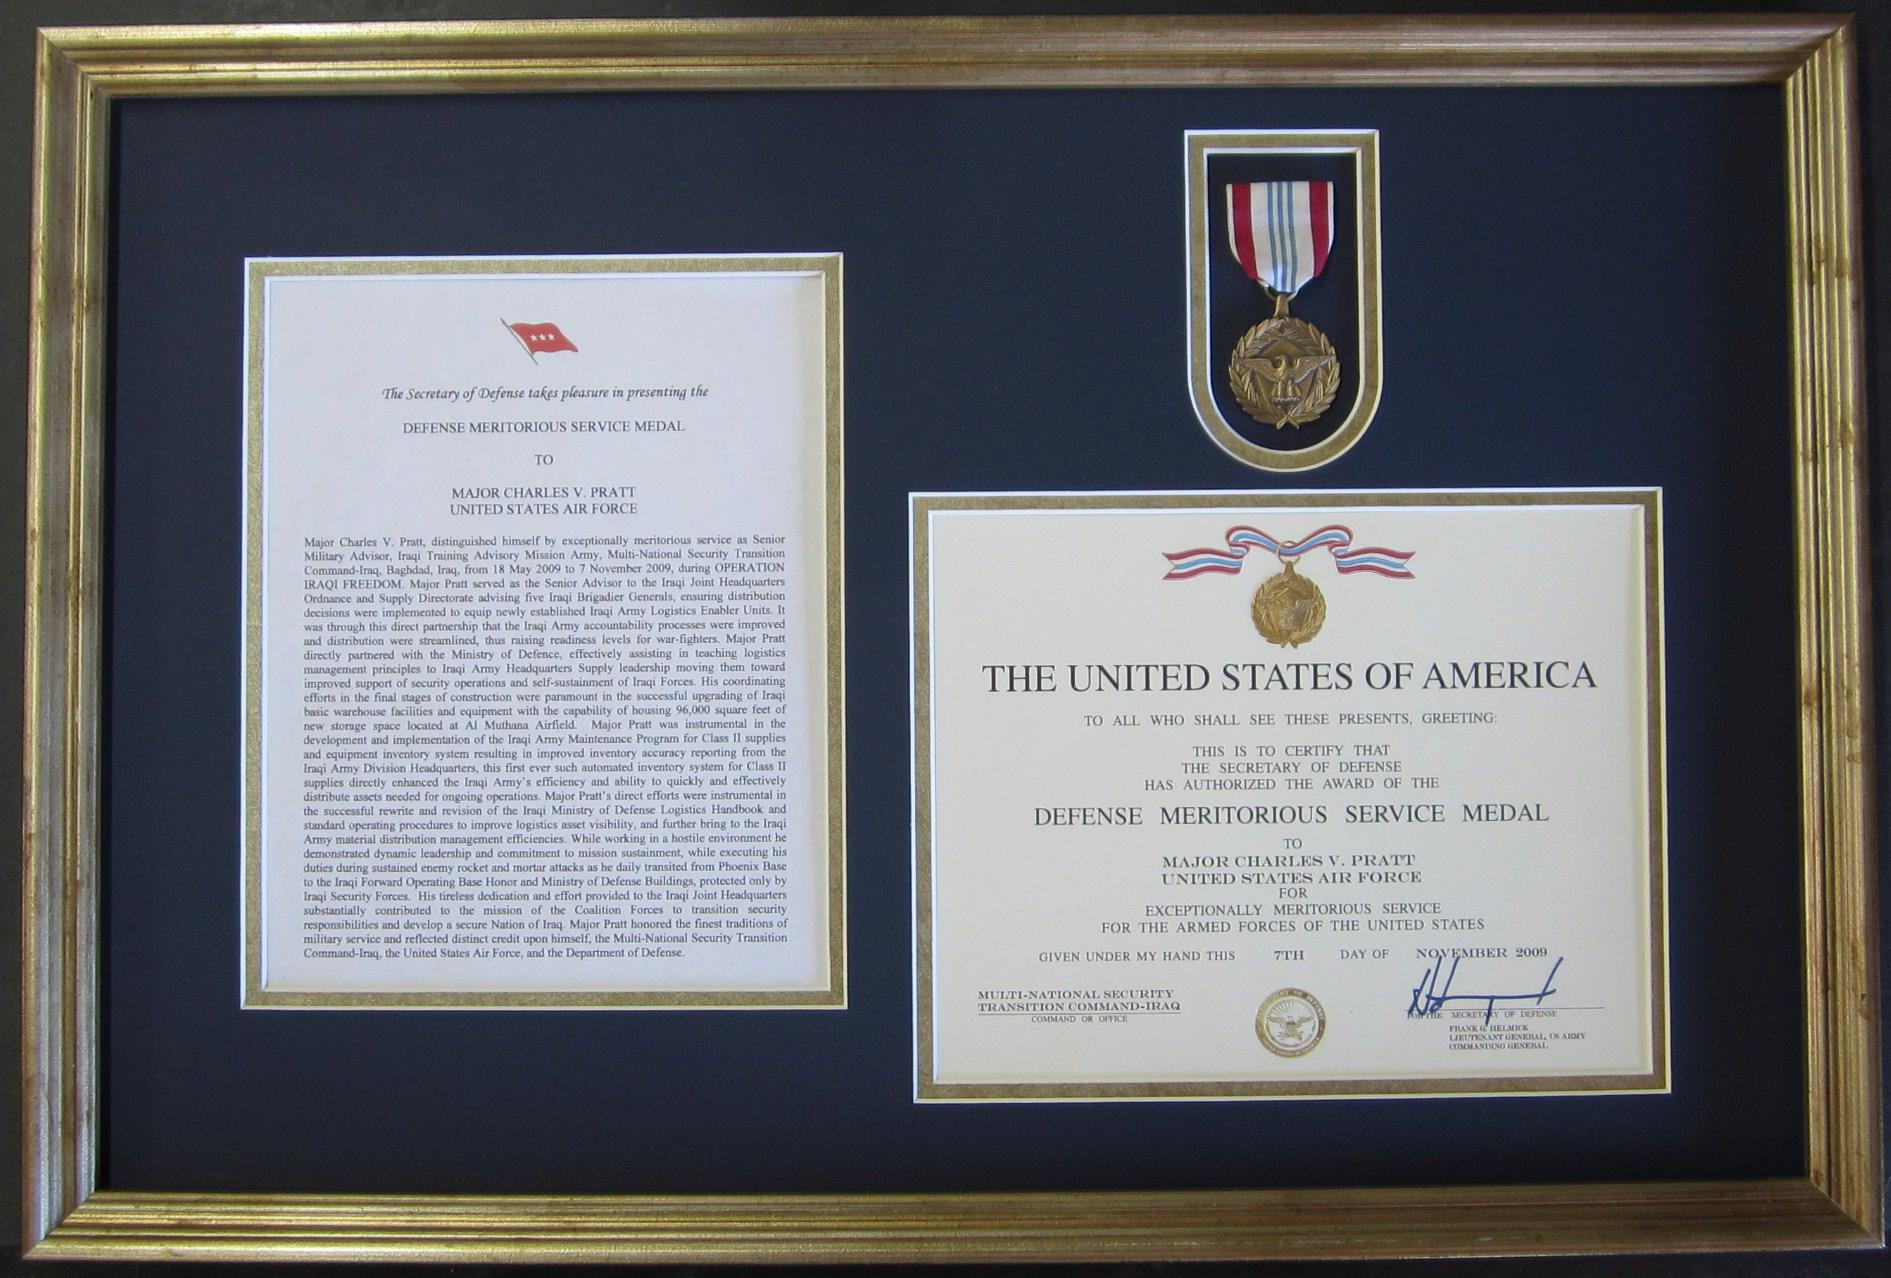 The Secretary of Defense takes pleasure in presenting the
DEFENSE MERITORIOUS SERVICE MEDAL
TO
MAJOR CHARLES V. PRATT
UNITED STATES AIR FORCE
Major Charles V. Pratt, distinguished himself by exceptionally meritorious service as Senior
Military Advisor, Iraqi Training Advisory Mission Army, Multi-National Security Transition
Command-Iraq, Baghdad, Iraq, from 18 May 2009 to 7 November 2009, during OPERATION
IRAQI FREEDOM. Major Pratt served as the Senior Advisor to the Iraqi Joint Headquarters
Ordnance and Supply Directorate advising five Iraqi Brigadier Generals, ensuring distribution
decisions were implemented to equip newly established Iraqi Army Logistics Enabler Units. It
was through this direct partnership that the Iraqi Army accountability processes were improved
and distribution were streamlined, thus raising readiness levels for war-fighters. Major Pratt
directly partnered with the Ministry of Defence, effectively assisting in teaching logistics
management principles to Iraqi Army Headquarters Supply leadership moving them toward
improved support of security operations and self-sustainment of Iraqi Forces. His coordinating
efforts in the final stages of construction were paramount in the successful upgrading of Iraqi
basic warehouse facilities and equipment with the capability of housing 96,000 square feet of
new storage space located at Al Muthana Airfield. Major Pratt was instrumental in the
development and implementation of the Iraqi Army Maintenance Program for Class II supplies
and equipment inventory system resulting in improved inventory accuracy reporting from the
Iraqi Army Division Headquarters, this first ever such automated inventory system for Class II
supplies directly enhanced the Iraqi Army's efficiency and ability to quickly and effectively
distribute assets needed for ongoing operations. Major Pratt's direct efforts were instrumental in
the successful rewrite and revision of the Iraqi Ministry of Defense Logistics Handbook and
standard operating procedures to improve logistics asset visibility, and further bring to the Iraqi
Army material distribution management efficiencies. While working in a hostile environment he
demonstrated dynamic leadership and commitment to mission sustainment, while executing his
duties during sustained enemy rocket and mortar attacks as he daily transited from Phoenix Base
to the Iraqi Forward Operating Base Honor and Ministry of Defense Buildings, protected only by
Iraqi Security Forces. His tireless dedication and effort provided to the Iraqi Joint Headquarters
substantially contributed to the mission of the Coalition Forces to transition security
responsibilities and develop a secure Nation of Iraq. Major Pratt honored the finest traditions of
military service and reflected distinct credit upon himself, the Multi-National Security Transition
Command-Iraq, the United States Air Force, and the Department of Defense.
THE UNITED STATES OF AMERICA
TO ALL WHO SHALL SEE THESE PRESENTS, GREETING:
THIS IS TO CERTIFY THAT
THE SECRETARY OF DEFENSE
HAS AUTHORIZED THE AWARD OF THE
DEFENSE MERITORIOUS SERVICE MEDAL
TO
MAJOR CHARLES V. PRATT
UNITED STATES AIR FORCE
FOR
EXCEPTIONALLY MERITORIOUS SERVICE
FOR THE ARMED FORCES OF THE UNITED STATES
GIVEN UNDER MY HAND THIS 7TH DAY OF NOVEMBER 2009
MULTI-NATIONAL SECURITY
TRANSITION COMMAND-IRAQ
COMMAND OR OFFICE
FOR THE SECRETARY OF DEFENSE
FRANK G. HELMICK
LIEUTENANT GENERAL, US ARMY
COMMANDING GENERAL